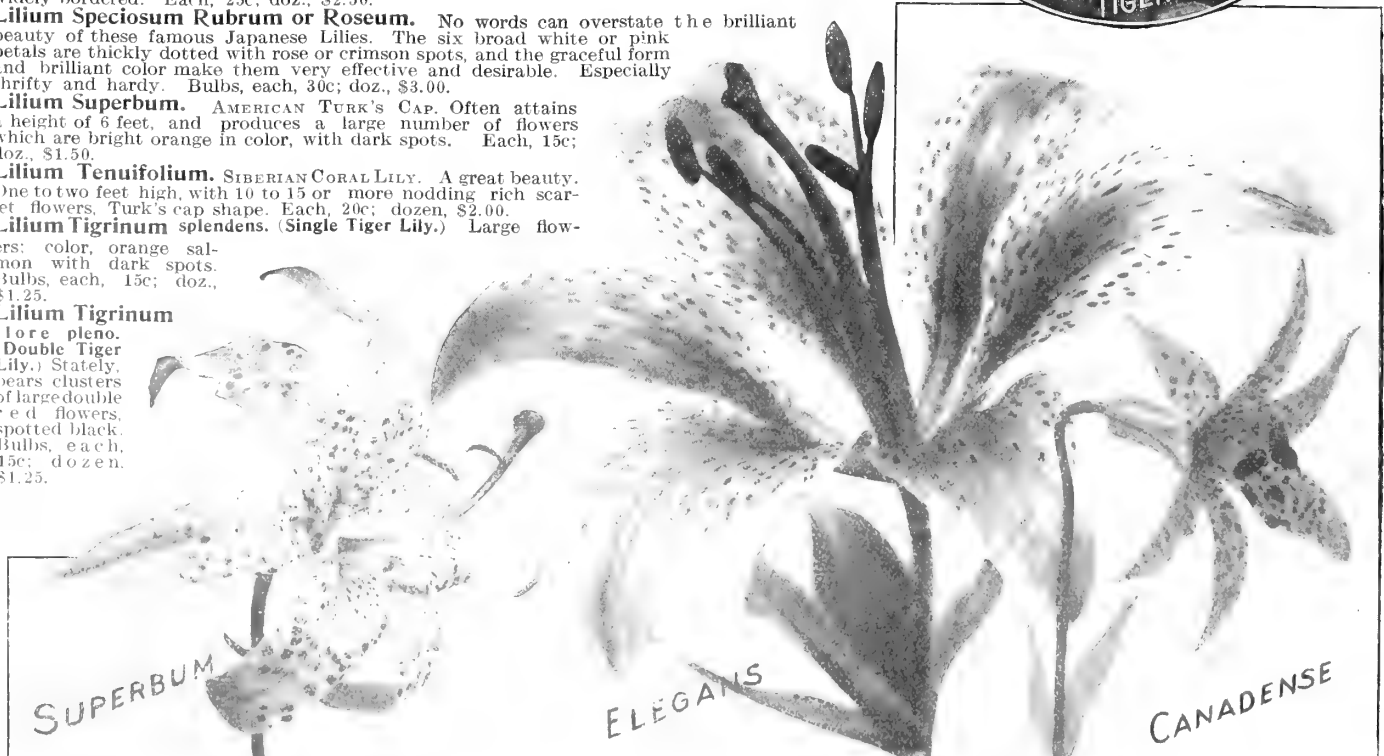 widely bordered. Each, 25c; doz., $2.50.
Lilium Speciosum Rubrum or Roseum. No words can overstate the brilliant
beauty of these famous Japanese Lilies. The six broad white or pink
petals are thickly dotted with rose or crimson spots, and the graceful form
and brilliant color make them very effective and desirable. Especially
thrifty and hardy. Bulbs, each, 30c; doz., $3.00.
Lilium Superbum. AMERICAN TURK'S CAP. Often attains
a height of 6 feet, and produces a large number of flowers
which are bright orange in color, with dark spots. Each, 15c;
doz., $1.50.
Lilium Tenuifolium. SIBERIAN CORAL LILY. A great beauty.
One to two feet high, with 10 to 15 or more nodding rich scar-
let flowers, Turk's cap shape. Each, 20c; dozen, $2.00.
Lilium Tigrinum splendens. (Single Tiger Lily.) Large flow-
ers: color, orange sal-
mon with dark spots.
Bulbs, each, 15c; doz.,
$1.25.
Lilium Tigrinum
flore pleno.
(Double Tiger
Lily.) Stately,
bears clusters
of large double
red flowers,
spotted black.
Bulbs, each,
15c; dozen.
$1.25.
TIGER
SUPERBUM
ELEGANS
CANADENSE